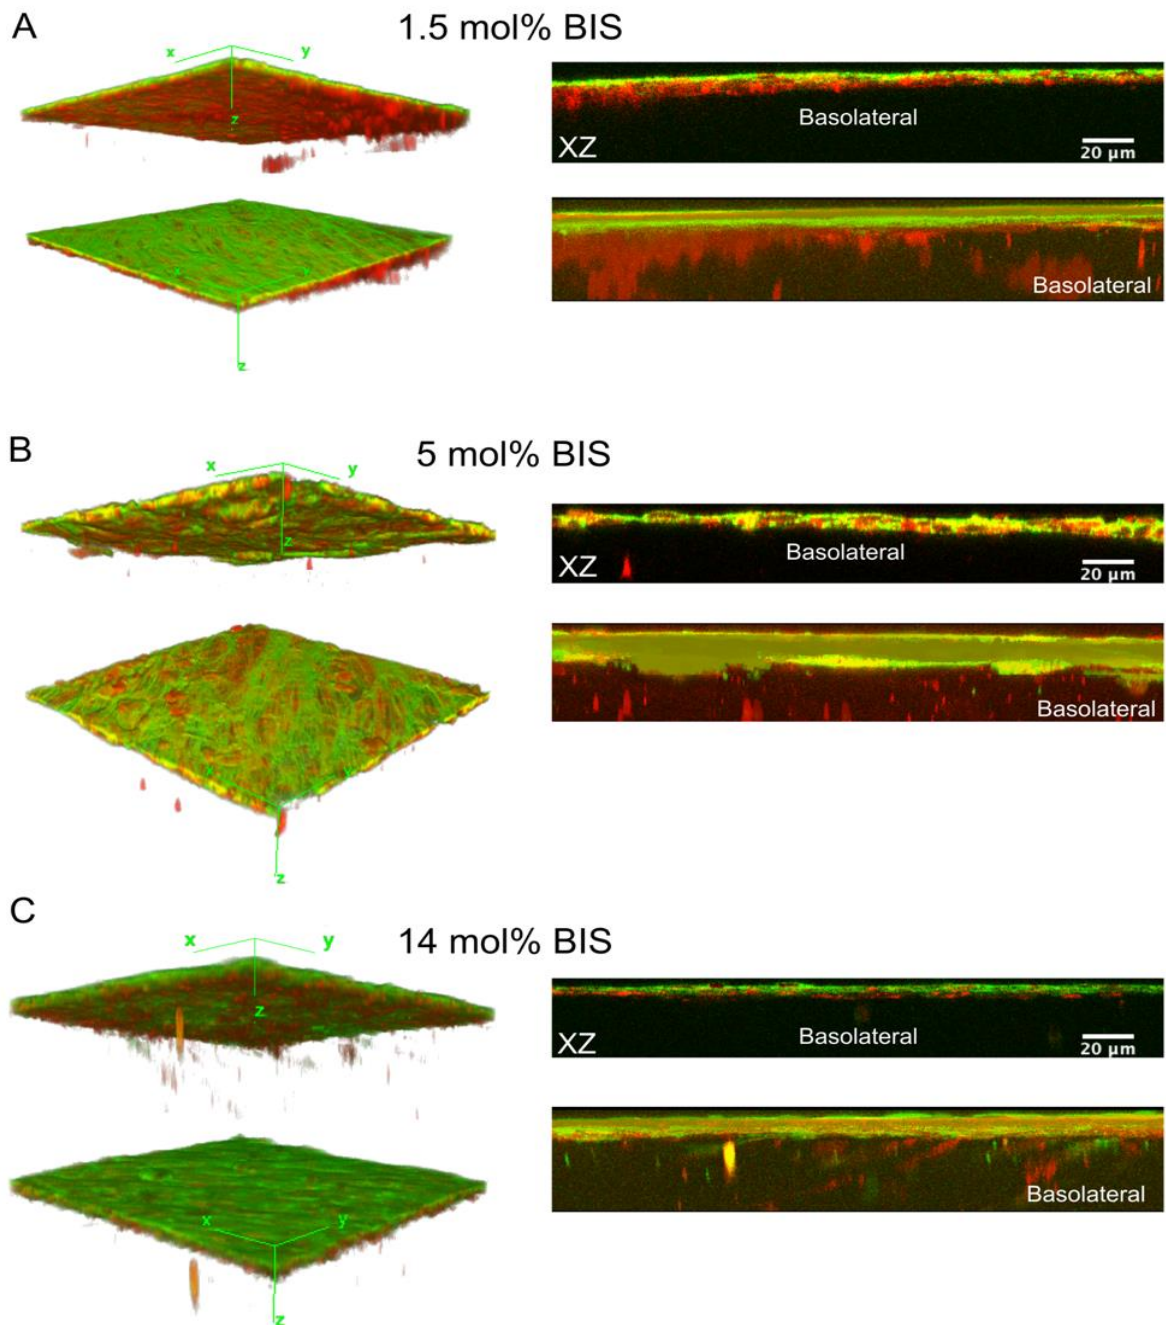 A
1.5 mol% BIS
x y
z
Basolateral
XZ
20 µm
x y
z
Basolateral
B
5 mol% BIS
x y
z
Basolateral
XZ
20 µm
x y
z
Basolateral
C
14 mol% BIS
x y
z
Basolateral
XZ
20 µm
x y
z
Basolateral